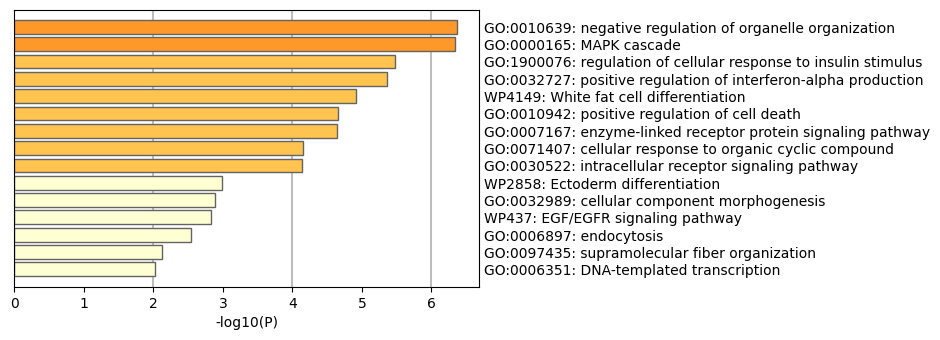 GO:0010639: negative regulation of organelle organization
GO:0000165: MAPK cascade
GO:1900076: regulation of cellular response to insulin stimulus
GO:0032727: positive regulation of interferon-alpha production
WP4149: White fat cell differentiation
GO:0010942: positive regulation of cell death
GO:0007167: enzyme-linked receptor protein signaling pathway
GO:0071407: cellular response to organic cyclic compound
GO:0030522: intracellular receptor signaling pathway
WP2858: Ectoderm differentiation
GO:0032989: cellular component morphogenesis
WP437: EGF/EGFR signaling pathway
GO:0006897: endocytosis
GO:0097435: supramolecular fiber organization
GO:0006351: DNA-templated transcription
0 1 2 3 4 5 6
-log10(P)